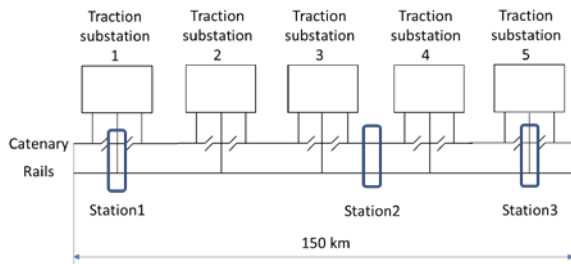 Traction
substation
1
Traction
substation
2
Traction
substation
3
Traction
substation
4
Traction
substation
5
Catenary
Rails
Station1
Station2
Station3
150 km